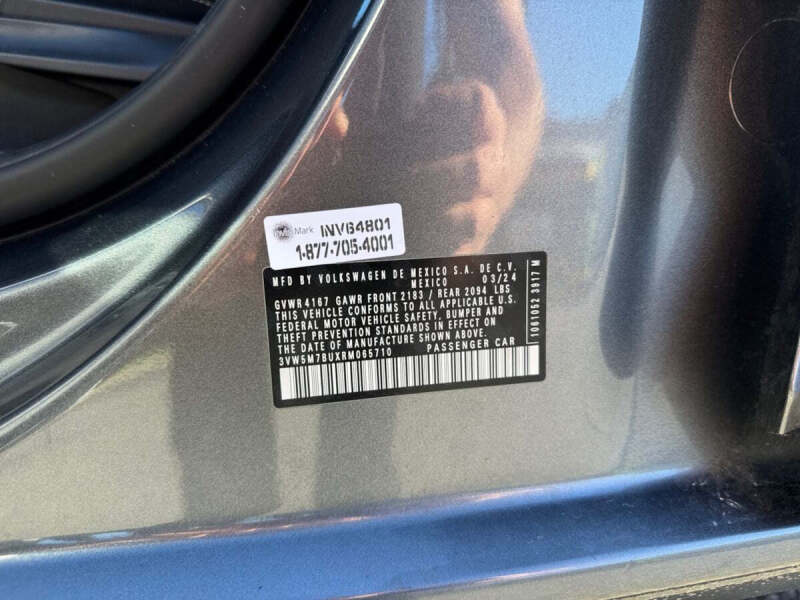 Mark INV64801
1-877-705-4001
MFD BY VOLKSWAGEN DE MEXICO S.A. DE C.V.
MEXICO 03/24
GVWR 4167 GAWR FRONT 2183 / REAR 2094 LBS
THIS VEHICLE CONFORMS TO ALL APPLICABLE U.S.
FEDERAL MOTOR VEHICLE SAFETY, BUMPER AND
THEFT PREVENTION STANDARDS IN EFFECT ON
THE DATE OF MANUFACTURE SHOWN ABOVE.
3VW5M7BUXRM065710 PASSENGER CAR
1061052 3917 M